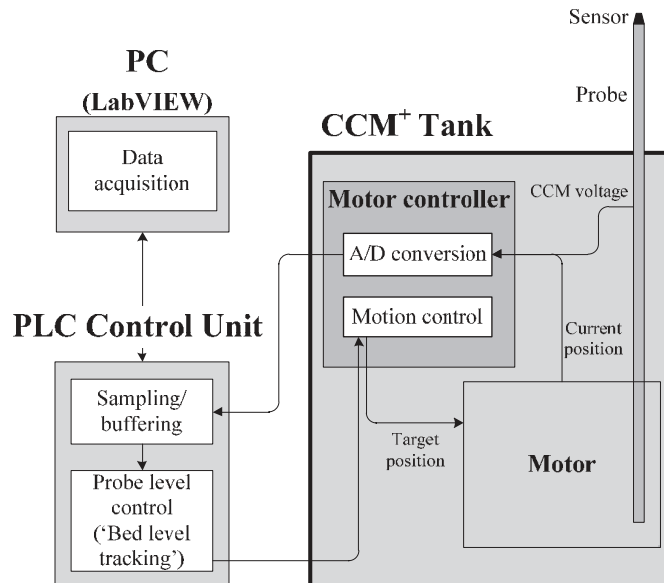 PC
(LabVIEW)
Data
acquisition
PLC Control Unit
Sampling/
buffering
Probe level
control
(‘Bed level
tracking’)
CCM⁺ Tank
Motor controller
A/D conversion
Motion control
Target
position
Sensor
Probe
CCM voltage
Current
position
Motor